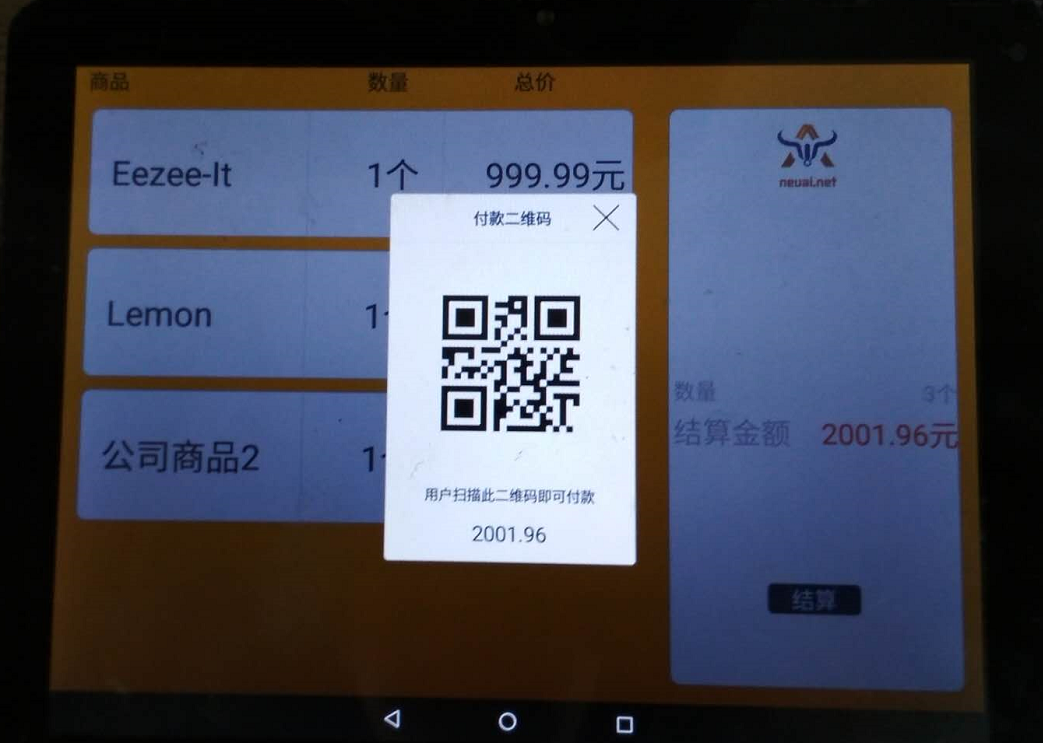 商品 数量 总价
Eezee-It 1个 999.99元
Lemon 1
公司商品2 1
付款二维码
用户扫描此二维码即可付款
2001.96
neuai.net
数量 3个
结算金额 2001.96元
结算